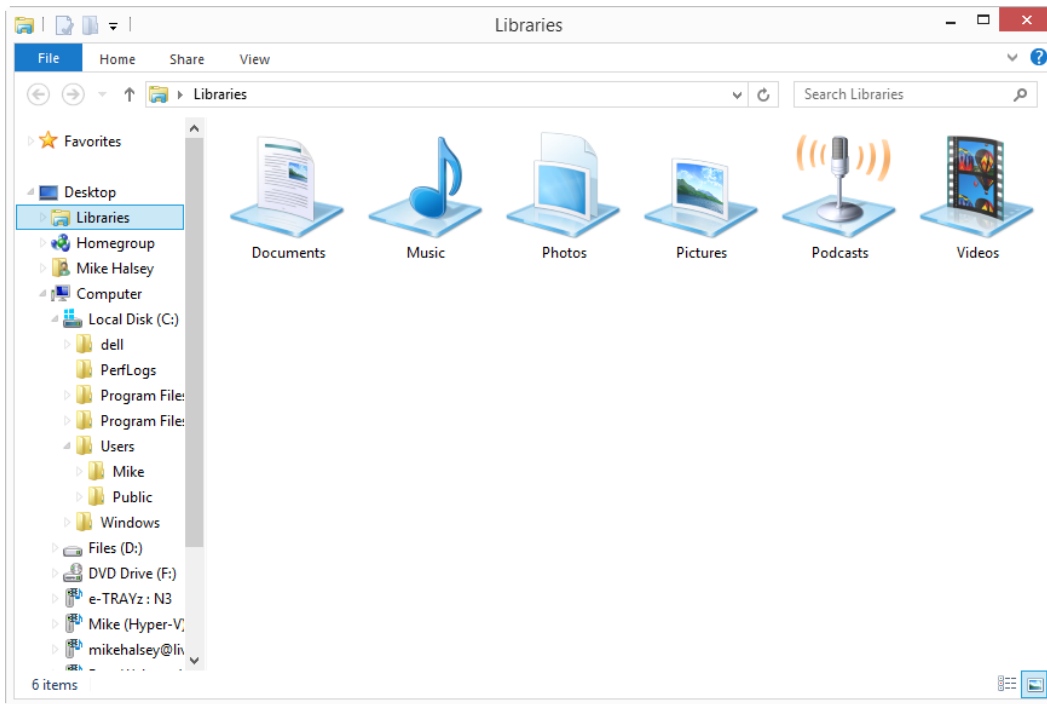 Libraries
File Home Share View
Libraries
Search Libraries
Favorites
Desktop
Libraries
Homegroup
Mike Halsey
Computer
Local Disk (C:)
dell
PerfLogs
Program Files
Program Files
Users
Mike
Public
Windows
Files (D:)
DVD Drive (F:)
e-TRAYz : N3
Mike (Hyper-V)
mikehalsey@liv
Documents Music Photos Pictures Podcasts Videos
6 items